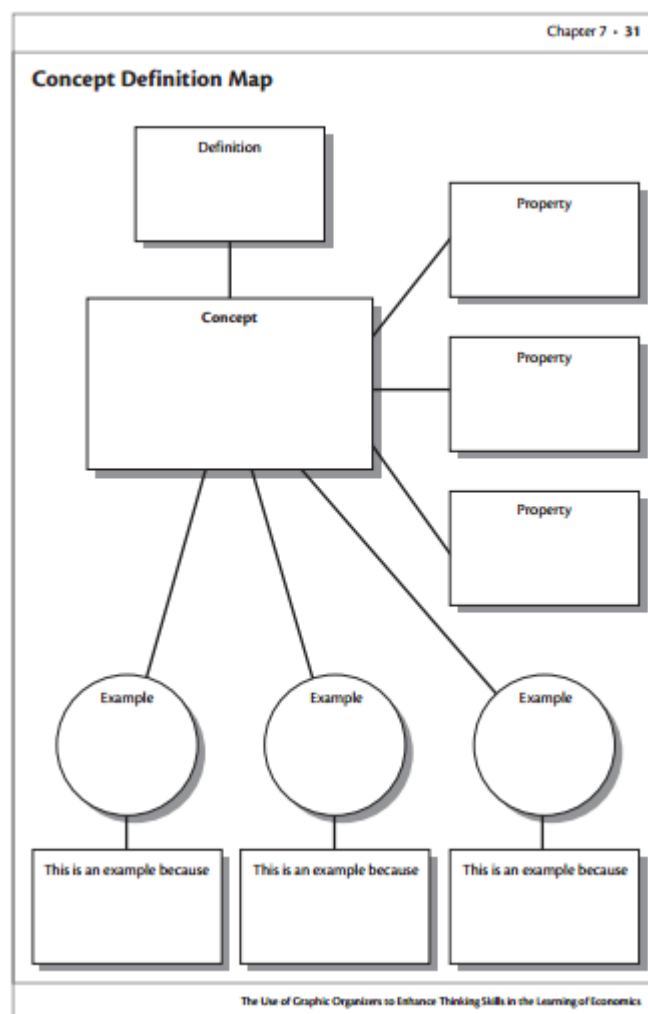 Chapter 7 • 31
Concept Definition Map
Definition
Property
Concept
Property
Property
Example
Example
Example
This is an example because
This is an example because
This is an example because
The Use of Graphic Organizers to Enhance Thinking Skills in the Learning of Economics